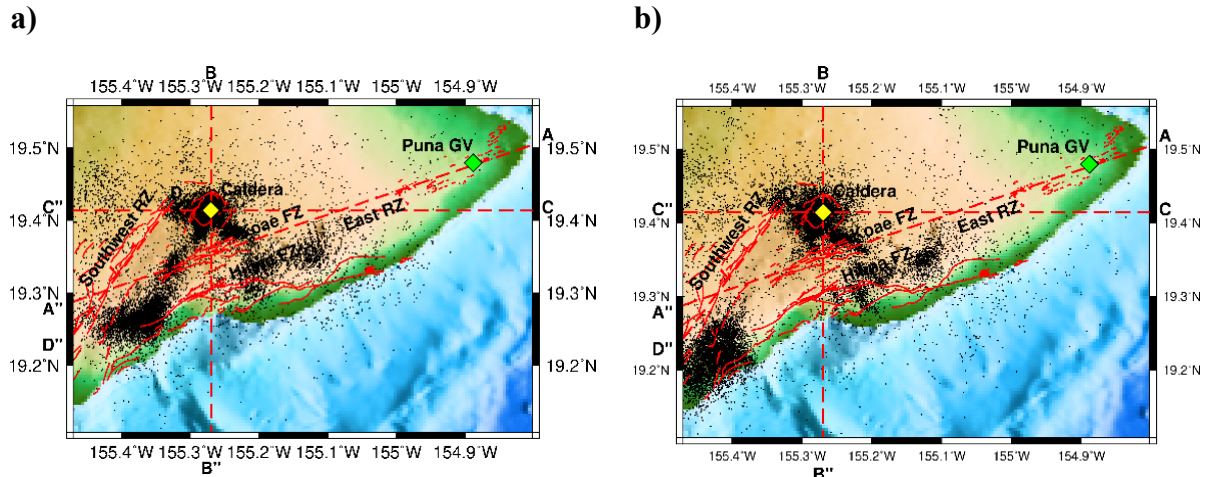 a)
b)
B
155.4°W 155.3°W 155.2°W 155.1°W 155°W 154.9°W
19.5°N
19.4°N
19.3°N
19.2°N
A
Puna GV
D
Caldera
C"
C
Southwest RZ
Koae FZ
East RZ
Hilina FZ
A"
D"
19.5°N
19.4°N
19.3°N
19.2°N
155.4°W 155.3°W 155.2°W 155.1°W 155°W 154.9°W
B"
B
155.4°W 155.3°W 155.2°W 155.1°W 155°W 154.9°W
19.5°N
19.4°N
19.3°N
19.2°N
A
Puna GV
D
Caldera
C"
C
Southwest RZ
Koae FZ
East RZ
Hilina FZ
A"
D"
19.5°N
19.4°N
19.3°N
19.2°N
155.4°W 155.3°W 155.2°W 155.1°W 155°W 154.9°W
B"